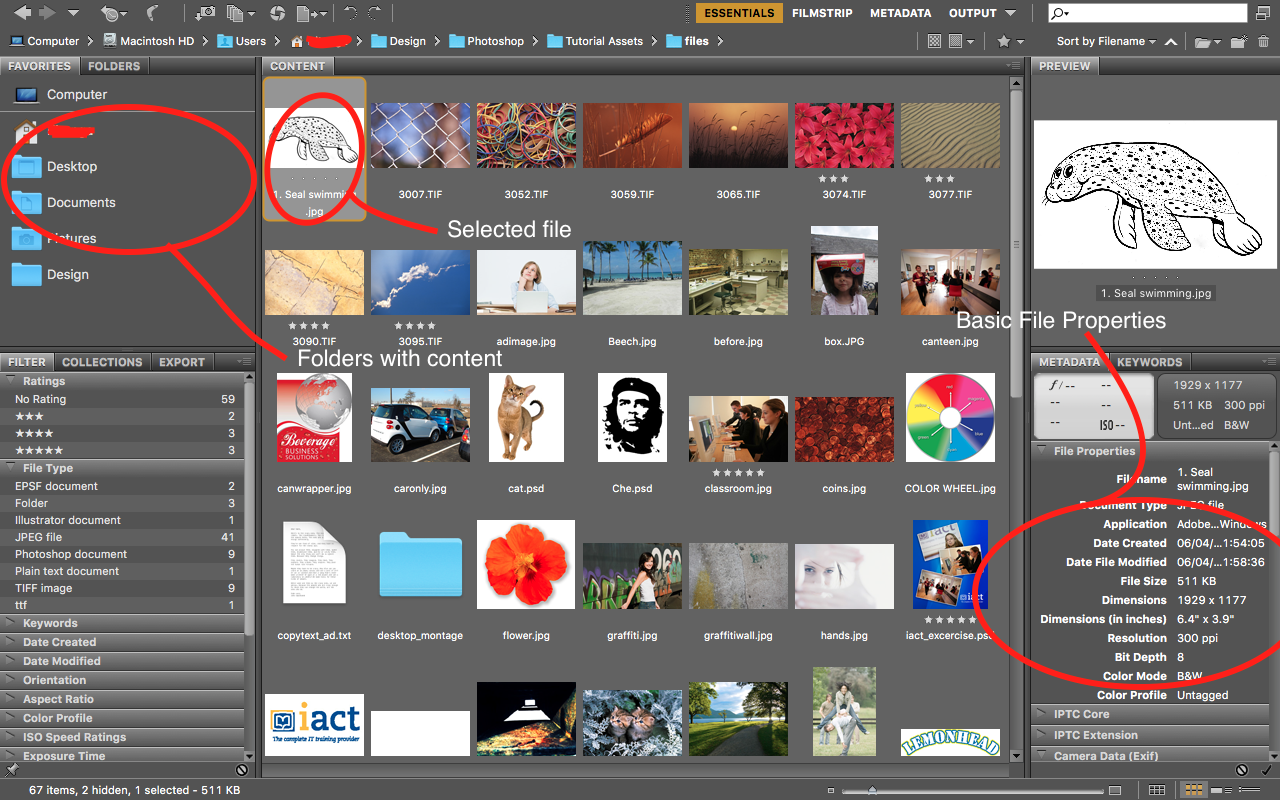 ESSENTIALS FILMSTRIP METADATA OUTPUT
Computer Macintosh HD Users Design Photoshop Tutorial Assets files
Sort by Filename
FAVORITES FOLDERS
Computer
Desktop
Documents
Pictures
Design
CONTENT
1. Seal swimming
.jpg
3007.TIF
3052.TIF
3059.TIF
3065.TIF
3074.TIF
3077.TIF
Selected file
3090.TIF
3095.TIF
adimage.jpg
Beech.jpg
before.jpg
box.JPG
canteen.jpg
Folders with content
Beverage
BUSINESS
SOLUTIONS
canwrapper.jpg
caronly.jpg
cat.psd
Che.psd
classroom.jpg
coins.jpg
red
magenta
blue
cyan
green
yellow
COLOR WHEEL.jpg
copytext_ad.txt
desktop_montage
flower.jpg
graffiti.jpg
graffitiwall.jpg
hands.jpg
iact
iact_excercise.psd
iact
The complete IT training provider
LEMONHEAD
PREVIEW
1. Seal swimming.jpg
Basic File Properties
FILTER COLLECTIONS EXPORT
Ratings
No Rating 59
★★★ 2
★★★★ 3
★★★★★ 3
File Type
EPSF document 2
Folder 3
Illustrator document 1
JPEG file 41
Photoshop document 9
Plain text document 1
TIFF image 9
ttf 1
Keywords
Date Created
Date Modified
Orientation
Aspect Ratio
Color Profile
ISO Speed Ratings
Exposure Time
METADATA KEYWORDS
f/-- --
-- --
-- ISO--
1929 x 1177
511 KB 300 ppi
Unt...ed B&W
File Properties
Filename 1. Seal
swimming.jpg
Document Type JPEG file
Application Adobe...Windows
Date Created 06/04/...1:54:05
Date File Modified 06/04/...1:58:36
File Size 511 KB
Dimensions 1929 x 1177
Dimensions (in inches) 6.4" x 3.9"
Resolution 300 ppi
Bit Depth 8
Color Mode B&W
Color Profile Untagged
IPTC Core
IPTC Extension
Camera Data (Exif)
67 items, 2 hidden, 1 selected - 511 KB